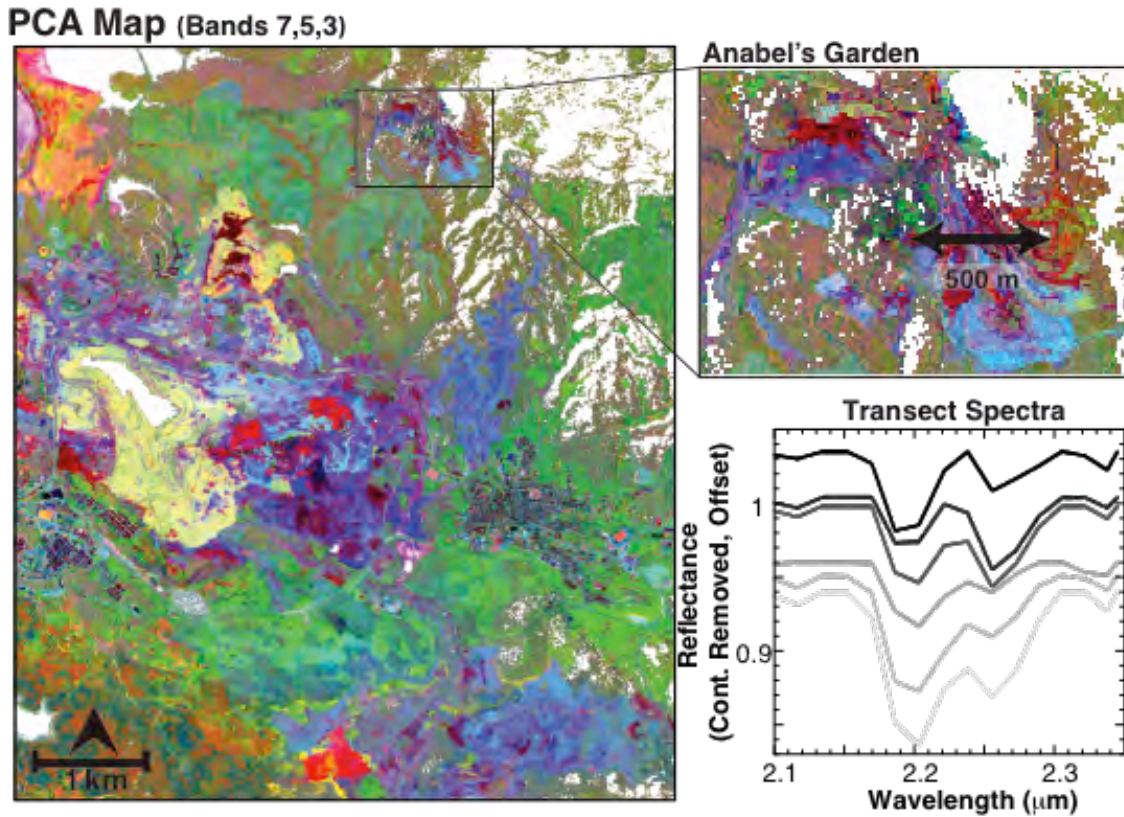 PCA Map (Bands 7,5,3)
Anabel's Garden
500 m
1 km
Transect Spectra
Reflectance
(Cont. Removed, Offset)
1
0.9
2.1 2.2 2.3
Wavelength (μm)